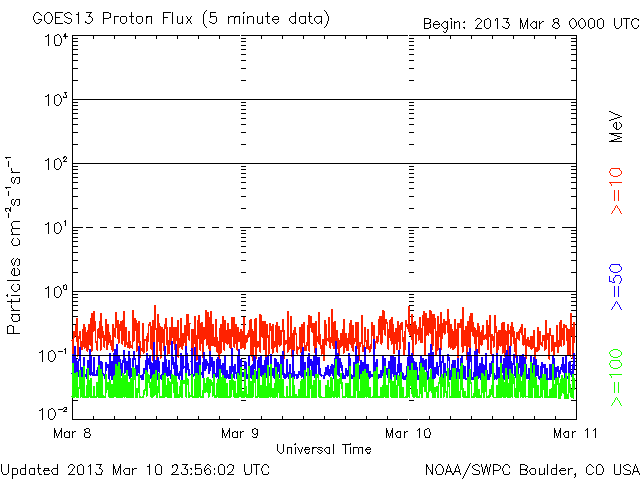 GOES13 Proton Flux (5 minute data)
Begin: 2013 Mar 8 0000 UTC
10⁴
10³
10²
10¹
10⁰
10⁻¹
10⁻²
Particles cm⁻²s⁻¹sr⁻¹
MeV
>=10
>=50
>=100
Mar 8
Mar 9
Mar 10
Mar 11
Universal Time
Updated 2013 Mar 10 23:56:02 UTC
NOAA/SWPC Boulder, CO USA